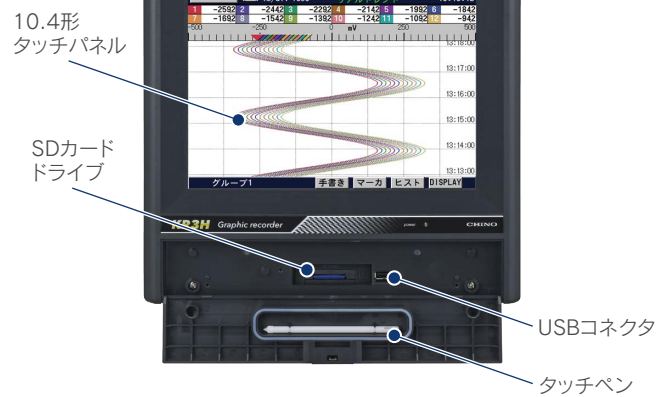 10.4形
タッチパネル
1 -2592 2 -2442 3 -2292 4 -2142 5 -1992 6 -1842
7 -1692 8 -1542 9 -1392 10 -1242 11 -1092 12 -942
-500 -250 0 mV 250 500
13:18:00
13:17:00
13:16:00
13:15:00
13:14:00
13:13:00
グループ1 手書き マーカ ヒスト DISPLAY
SDカード
ドライブ
KR3H Graphic recorder power CHINO
USBコネクタ
タッチペン